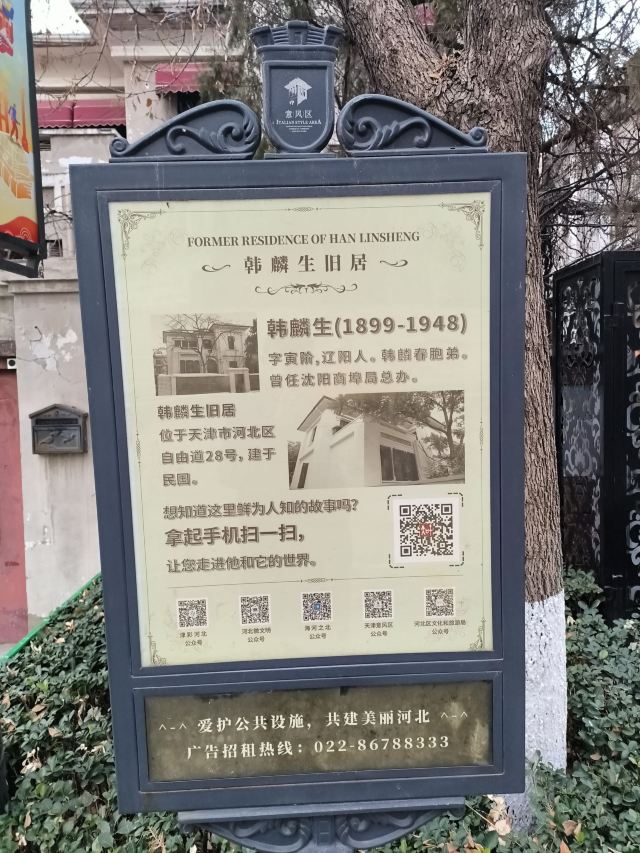 意风区
ITALIAN STYLE AREA
FORMER RESIDENCE OF HAN LINSHENG
韩麟生旧居
韩麟生(1899-1948)
字寅阶,辽阳人。韩麟春胞弟。
曾任沈阳商埠局总办。
韩麟生旧居
位于天津市河北区
自由道28号,建于
民国。
想知道这里鲜为人知的故事吗?
拿起手机扫一扫,
让您走进他和它的世界。
津彩河北
公众号
河北微文明
公众号
海河之北
公众号
天津意风区
公众号
河北区文化和旅游局
公众号
^-^ 爱护公共设施，共建美丽河北 ^-^
广告招租热线：022-86788333